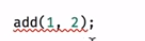 add(1, 2);